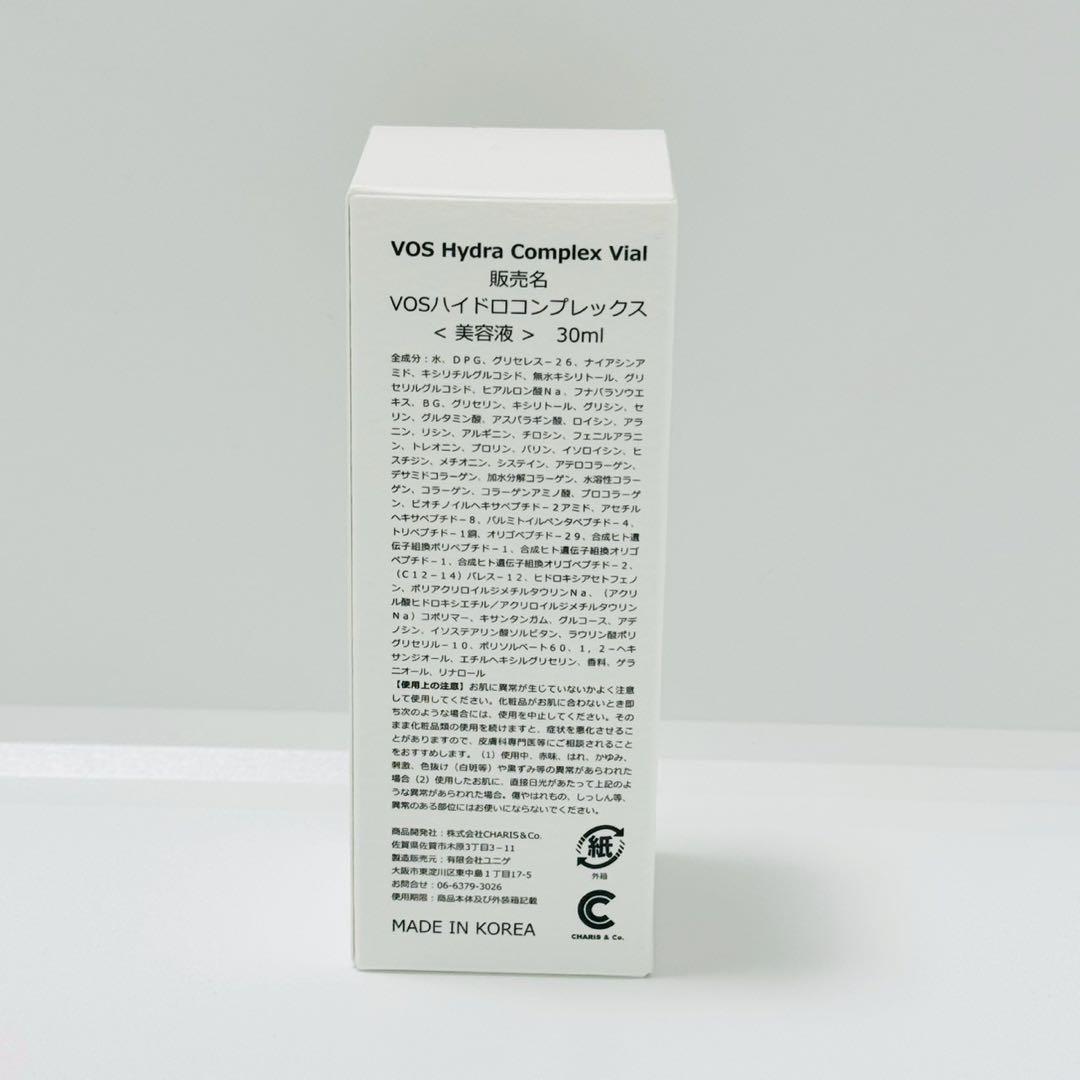 VOS Hydra Complex Vial
販売名
VOSハイドロコンプレックス
< 美容液 > 30ml
全成分：水、ＤＰＧ、グリセレス－２６、ナイアシンア
ミド、キシリチルグルコシド、無水キシリトール、グリ
セリルグルコシド、ヒアルロン酸Ｎａ、フナバラソウエ
キス、ＢＧ、グリセリン、キシリトール、グリシン、セ
リン、グルタミン酸、アスパラギン酸、ロイシン、アラ
ニン、リシン、アルギニン、チロシン、フェニルアラニ
ン、トレオニン、プロリン、バリン、イソロイシン、ヒ
スチジン、メチオニン、システイン、アテロコラーゲン、
デサミドコラーゲン、加水分解コラーゲン、水溶性コラー
ゲン、コラーゲン、コラーゲンアミノ酸、プロコラーゲ
ン、ビオチノイルヘキサペプチド－２アミド、アセチル
ヘキサペプチド－８、パルミトイルペンタペプチド－４、
トリペプチド－１銅、オリゴペプチド－２９、合成ヒト遺
伝子組換ポリペプチド－１、合成ヒト遺伝子組換オリゴ
ペプチド－１、合成ヒト遺伝子組換オリゴペプチド－２、
（Ｃ１２－１４）パレス－１２、ヒドロキシアセトフェノ
ン、ポリアクリロイルジメチルタウリンＮａ、（アクリ
ル酸ヒドロキシエチル／アクリロイルジメチルタウリン
Ｎａ）コポリマー、キサンタンガム、グルコース、アデ
ノシン、イソステアリン酸ソルビタン、ラウリン酸ポリ
グリセリル－１０、ポリソルベート６０、１，２－ヘキ
サンジオール、エチルヘキシルグリセリン、香料、ゲラ
ニオール、リナロール
【使用上の注意】お肌に異常が生じていないかよく注意
して使用してください。化粧品がお肌に合わないとき即
ち次のような場合には、使用を中止してください。その
まま化粧品類の使用を続けますと、症状を悪化させるこ
とがありますので、皮膚科専門医等にご相談されること
をおすすめします。（1）使用中、赤味、はれ、かゆみ、
刺激、色抜け（白斑等）や黒ずみ等の異常があらわれた
場合（2）使用したお肌に、直接日光があたって上記のよ
うな異常があらわれた場合。傷やはれもの、しっしん等、
異常のある部位にはお使いにならないでください。
商品開発社：株式会社CHARIS＆Co.
佐賀県佐賀市木原3丁目3－11
製造販売元：有限会社ユニゲ
大阪市東淀川区東中島１丁目17-5
お問合せ：06-6379-3026
使用期限：商品本体及び外装箱記載
MADE IN KOREA
紙
外箱
CHARIS & Co.